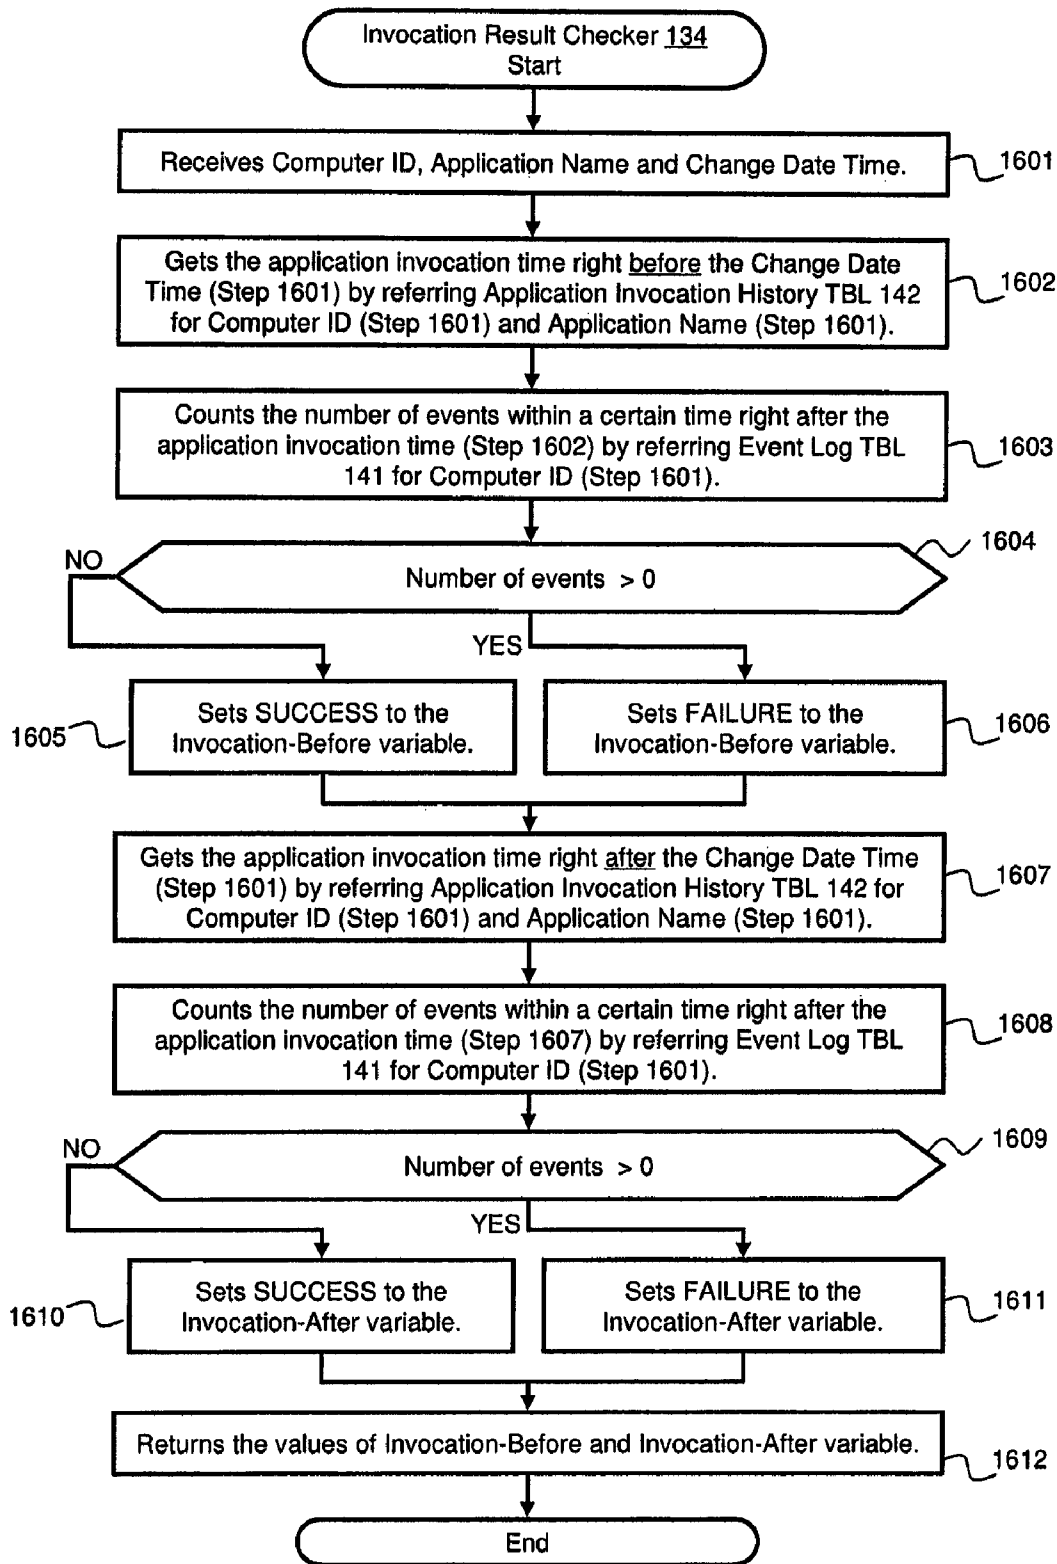 Invocation Result Checker 134
Start
Receives Computer ID, Application Name and Change Date Time.
1601
Gets the application invocation time right before the Change Date
Time (Step 1601) by referring Application Invocation History TBL 142
for Computer ID (Step 1601) and Application Name (Step 1601).
1602
Counts the number of events within a certain time right after the
application invocation time (Step 1602) by referring Event Log TBL
141 for Computer ID (Step 1601).
1603
1604
NO
Number of events > 0
YES
1605
Sets SUCCESS to the
Invocation-Before variable.
Sets FAILURE to the
Invocation-Before variable.
1606
Gets the application invocation time right after the Change Date Time
(Step 1601) by referring Application Invocation History TBL 142 for
Computer ID (Step 1601) and Application Name (Step 1601).
1607
Counts the number of events within a certain time right after the
application invocation time (Step 1607) by referring Event Log TBL
141 for Computer ID (Step 1601).
1608
1609
NO
Number of events > 0
YES
1610
Sets SUCCESS to the
Invocation-After variable.
Sets FAILURE to the
Invocation-After variable.
1611
Returns the values of Invocation-Before and Invocation-After variable.
1612
End